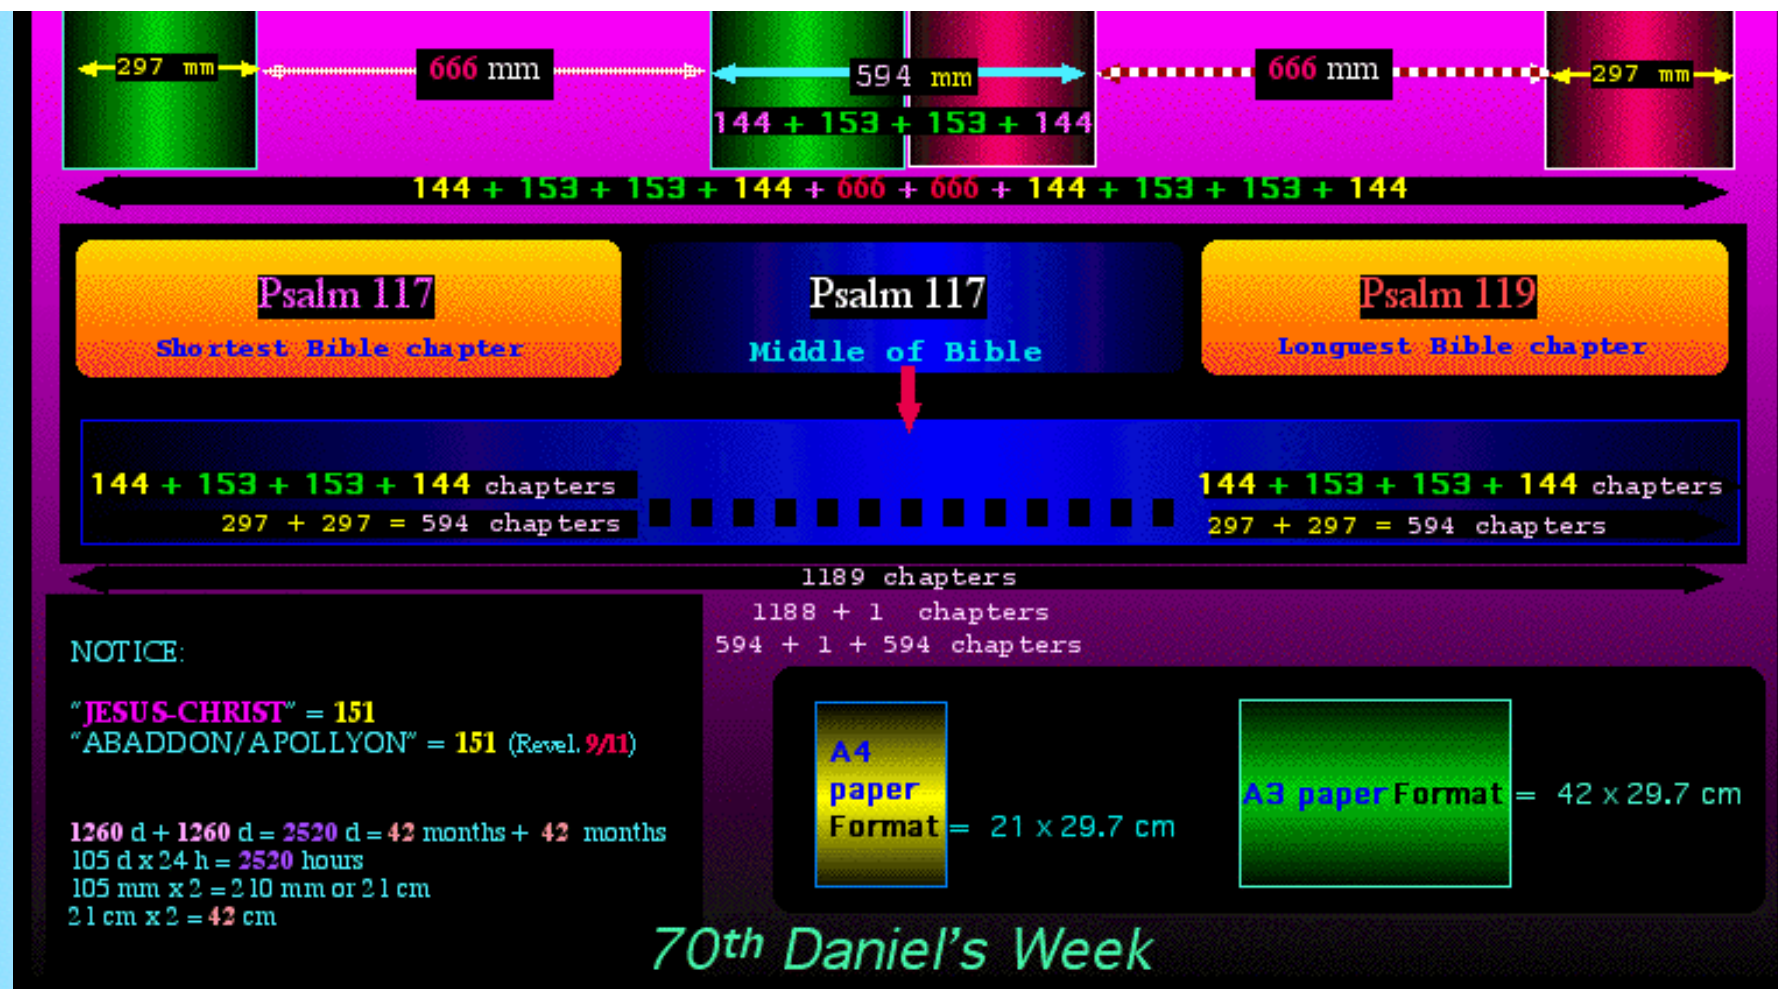 297 mm
666 mm
594 mm
666 mm
297 mm
144 + 153 + 153 + 144
144 + 153 + 153 + 144 + 666 + 666 + 144 + 153 + 153 + 144
Psalm 117
Shortest Bible chapter
Psalm 117
Middle of Bible
Psalm 119
Longuest Bible chapter
144 + 153 + 153 + 144 chapters
297 + 297 = 594 chapters
144 + 153 + 153 + 144 chapters
297 + 297 = 594 chapters
1189 chapters
1188 + 1 chapters
594 + 1 + 594 chapters
NOTICE:
"JESUS-CHRIST" = 151
"ABADDON/APOLLYON" = 151 (Revel. 9/11)
1260 d + 1260 d = 2520 d = 42 months + 42 months
105 d x 24 h = 2520 hours
105 mm x 2 = 210 mm or 21 cm
21 cm x 2 = 42 cm
A4
paper
Format = 21 x 29.7 cm
A3 paper Format = 42 x 29.7 cm
70th Daniel's Week